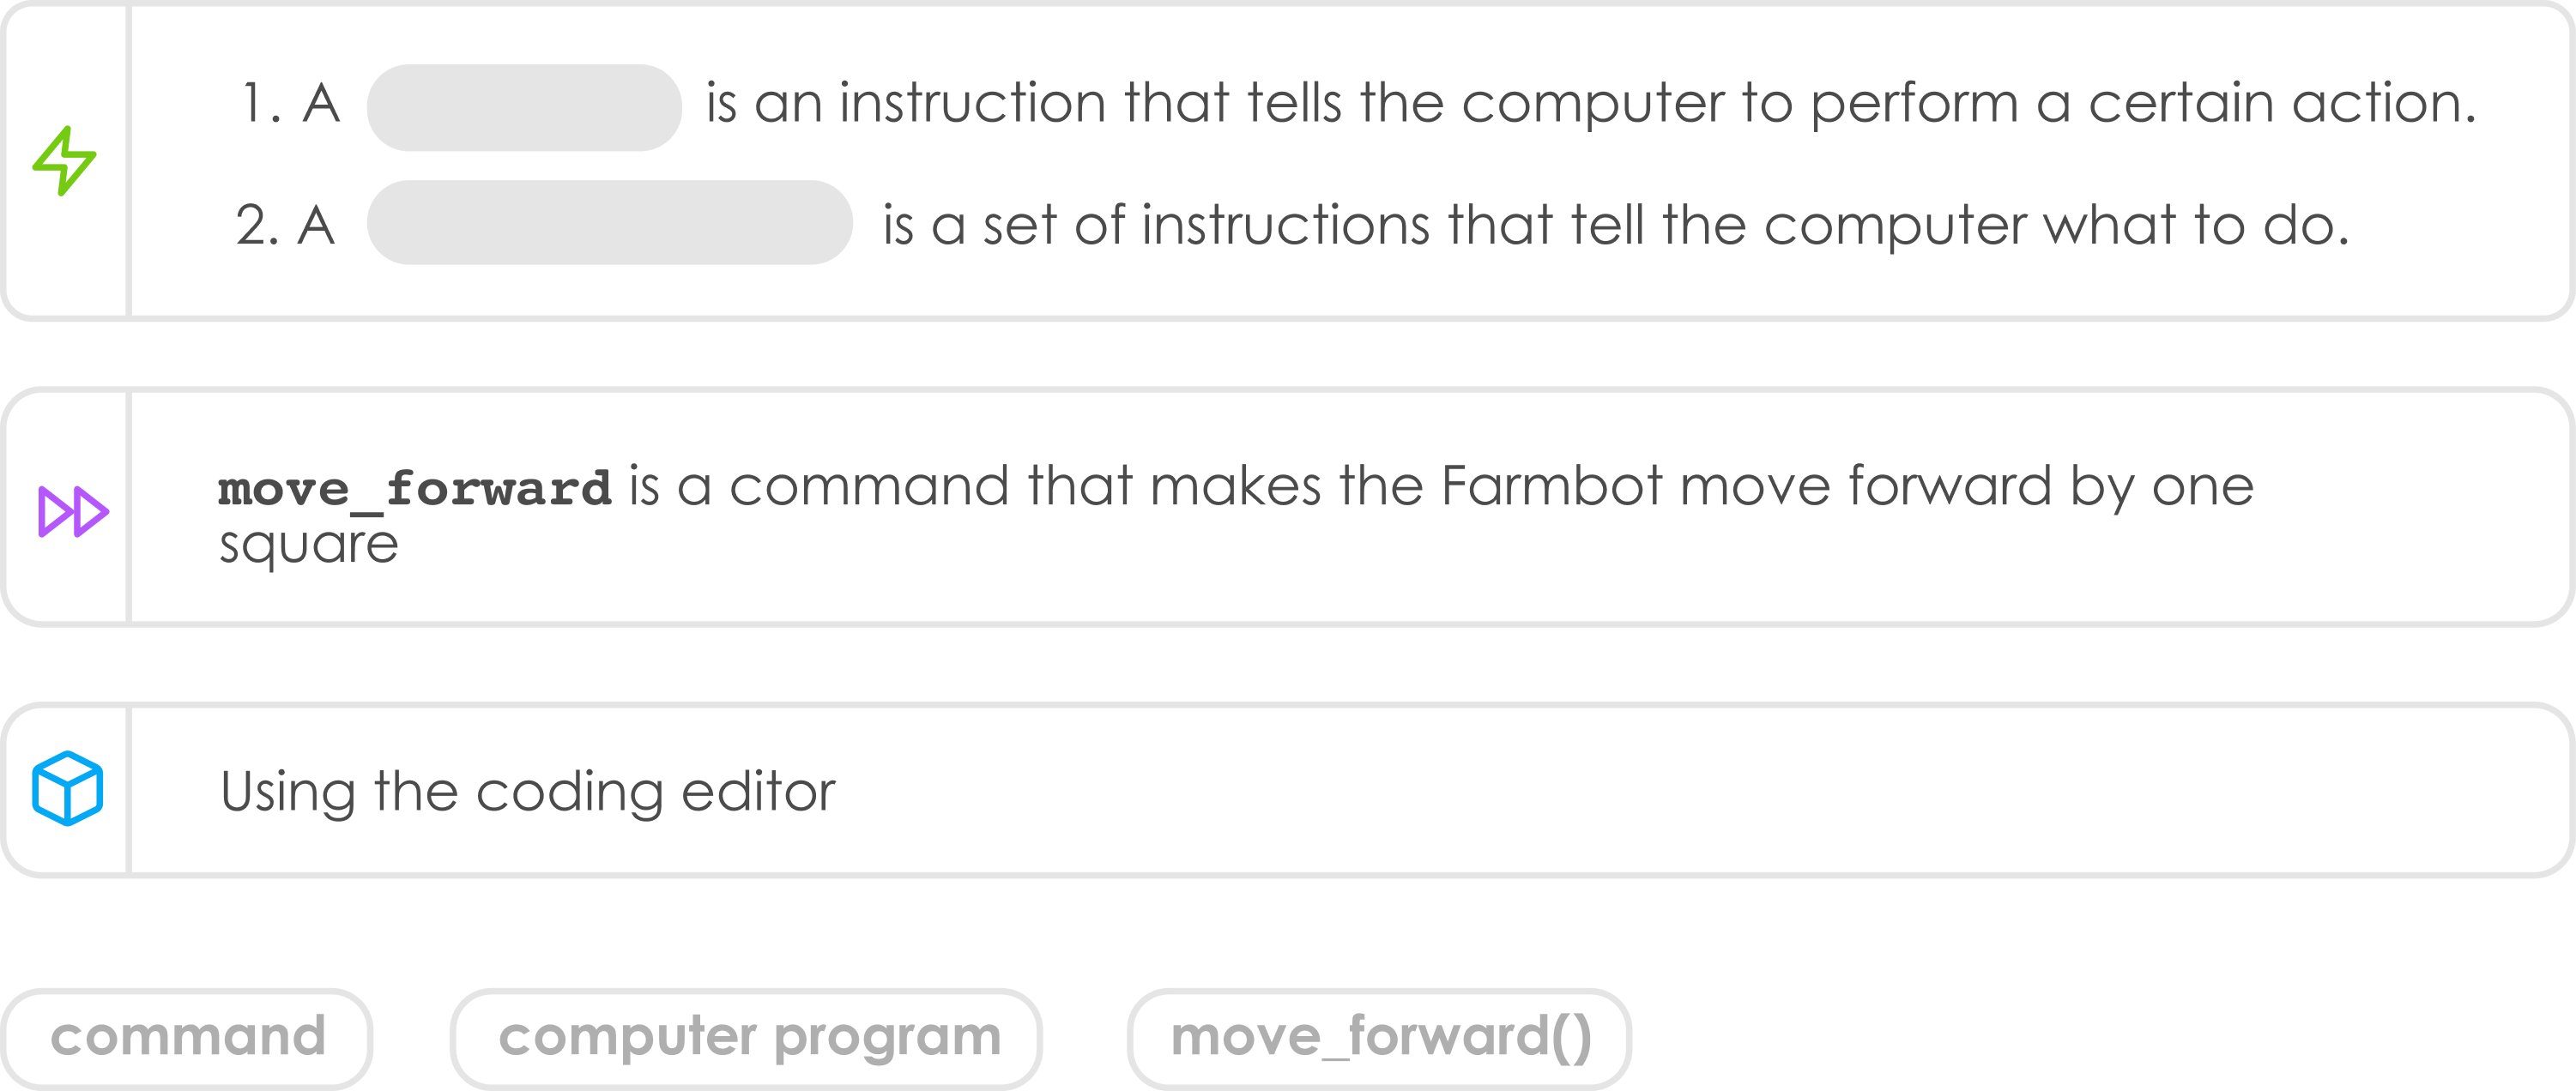 1. A is an instruction that tells the computer to perform a certain action.
2. A is a set of instructions that tell the computer what to do.
move_forward is a command that makes the Farmbot move forward by one
square
Using the coding editor
command
computer program
move_forward()